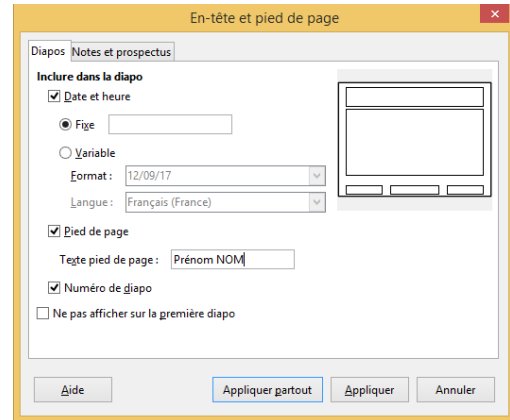 En-tête et pied de page
Diapos Notes et prospectus
Inclure dans la diapo
Date et heure
Fixe
Variable
Format : 12/09/17
Langue : Français (France)
Pied de page
Texte pied de page : Prénom NOM
Numéro de diapo
Ne pas afficher sur la première diapo
Aide Appliquer partout Appliquer Annuler